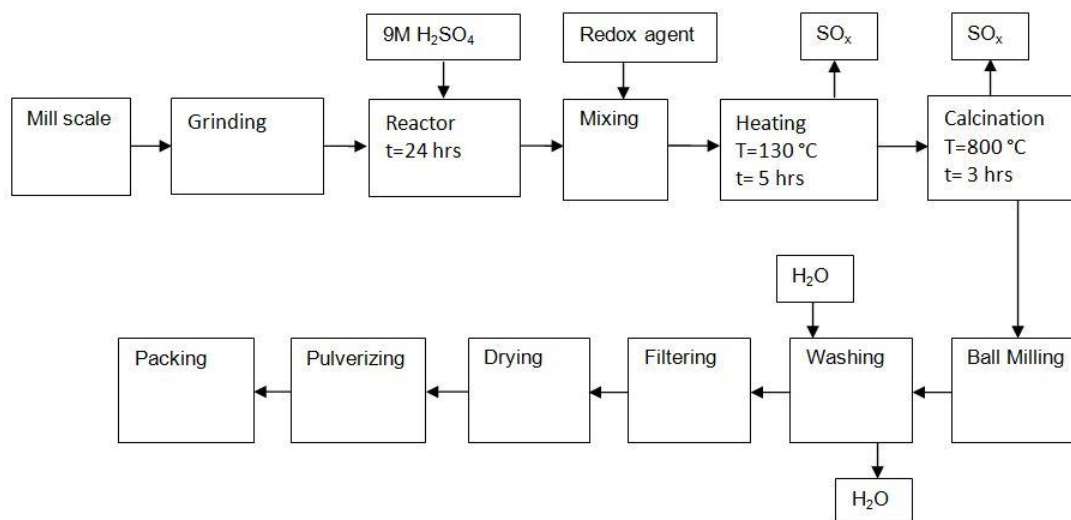 9M H₂SO₄
Redox agent
SOₓ
SOₓ
Mill scale
Grinding
Reactor
t=24 hrs
Mixing
Heating
T=130 °C
t= 5 hrs
Calcination
T=800 °C
t= 3 hrs
H₂O
Packing
Pulverizing
Drying
Filtering
Washing
Ball Milling
H₂O